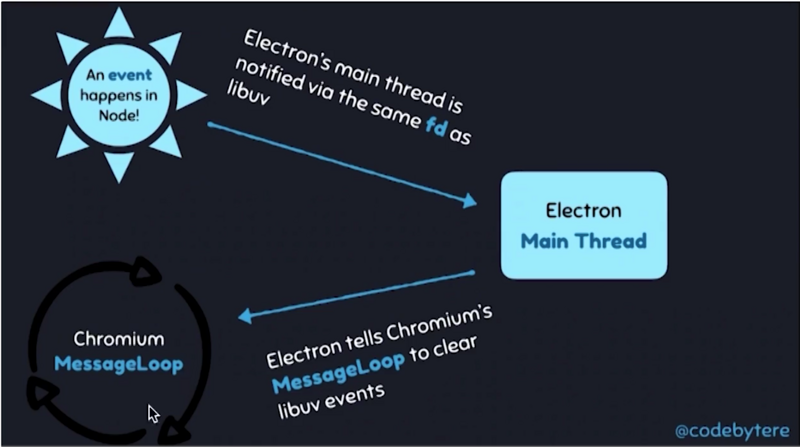 An event
happens in
Node!
Electron's main thread is
notified via the same fd as
libuv
Electron
Main Thread
Chromium
MessageLoop
Electron tells Chromium's
MessageLoop to clear
libuv events
@codebytere